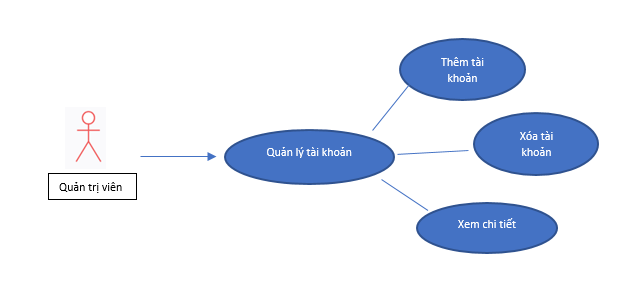 Thêm tài
khoản
Xóa tài
khoản
Quản lý tài khoản
Quản trị viên
Xem chi tiết